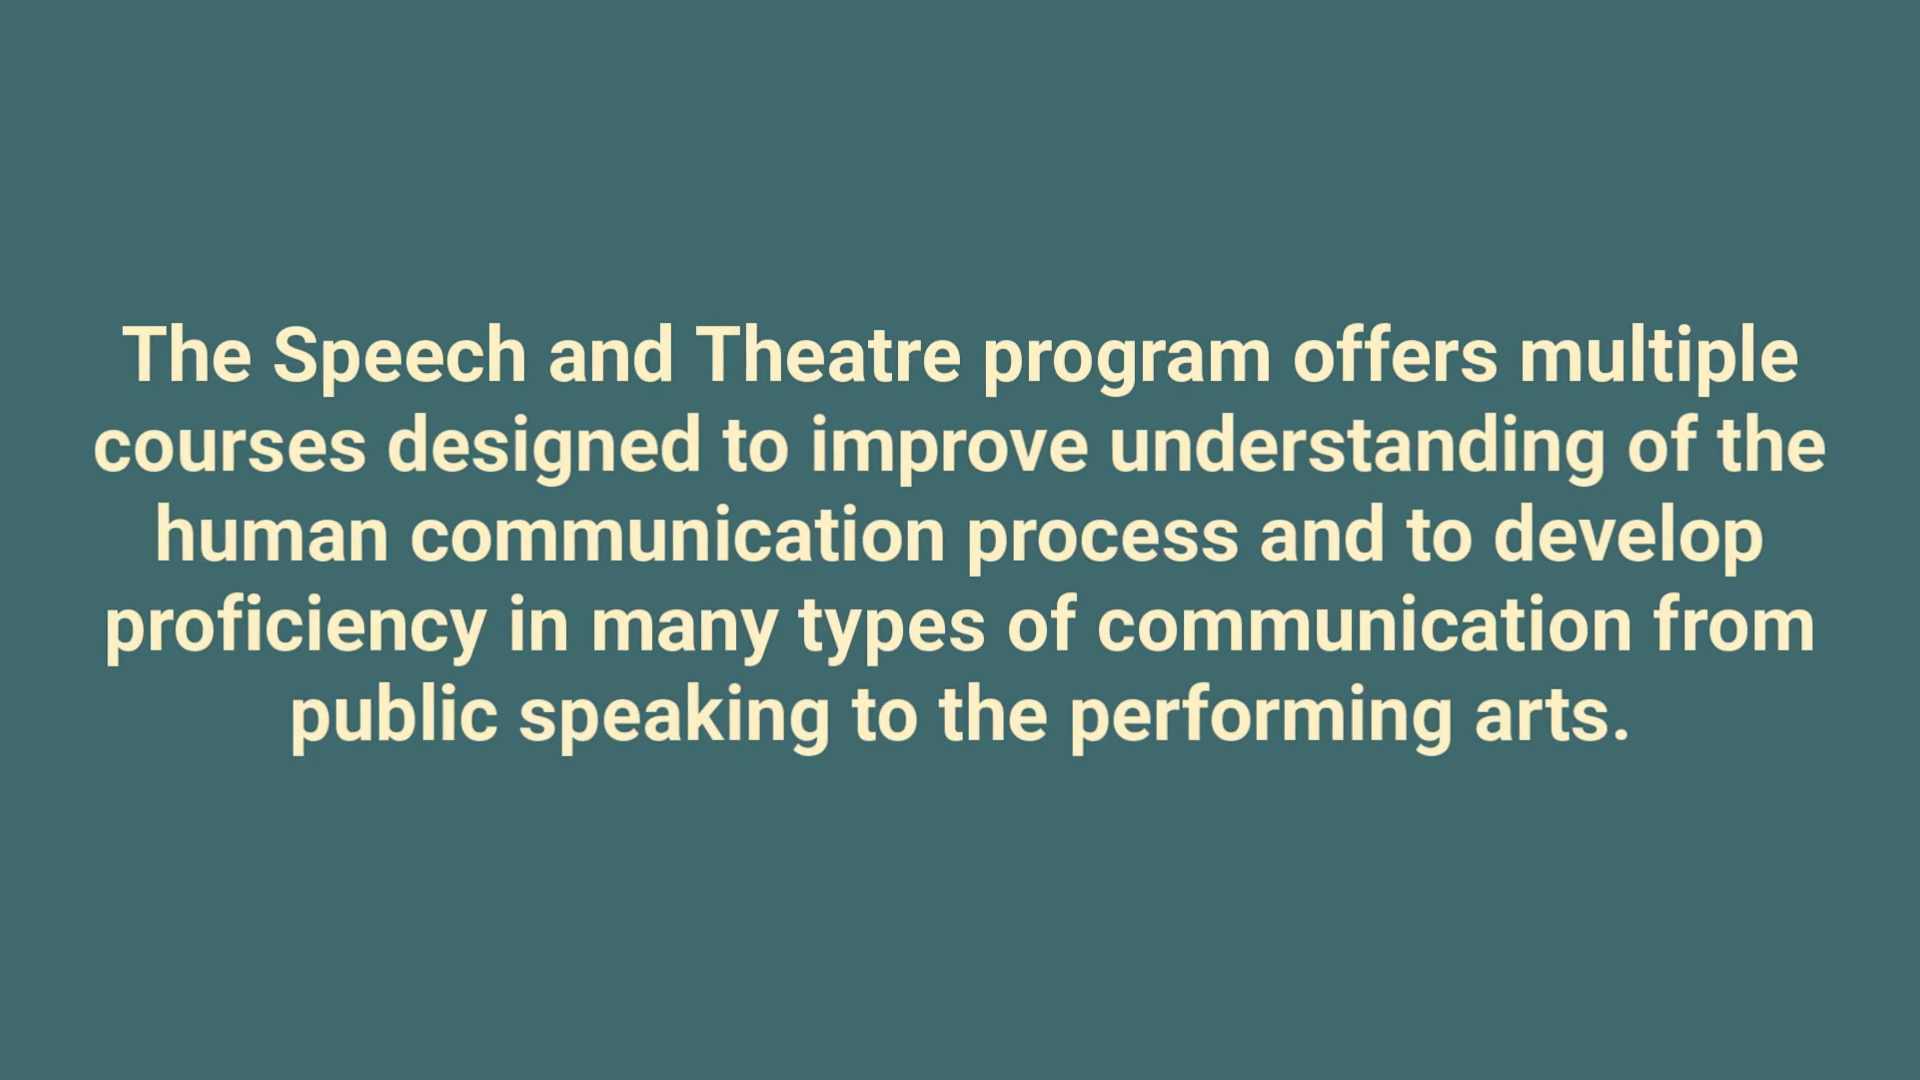 The Speech and Theatre program offers multiple
courses designed to improve understanding of the
human communication process and to develop
proficiency in many types of communication from
public speaking to the performing arts.